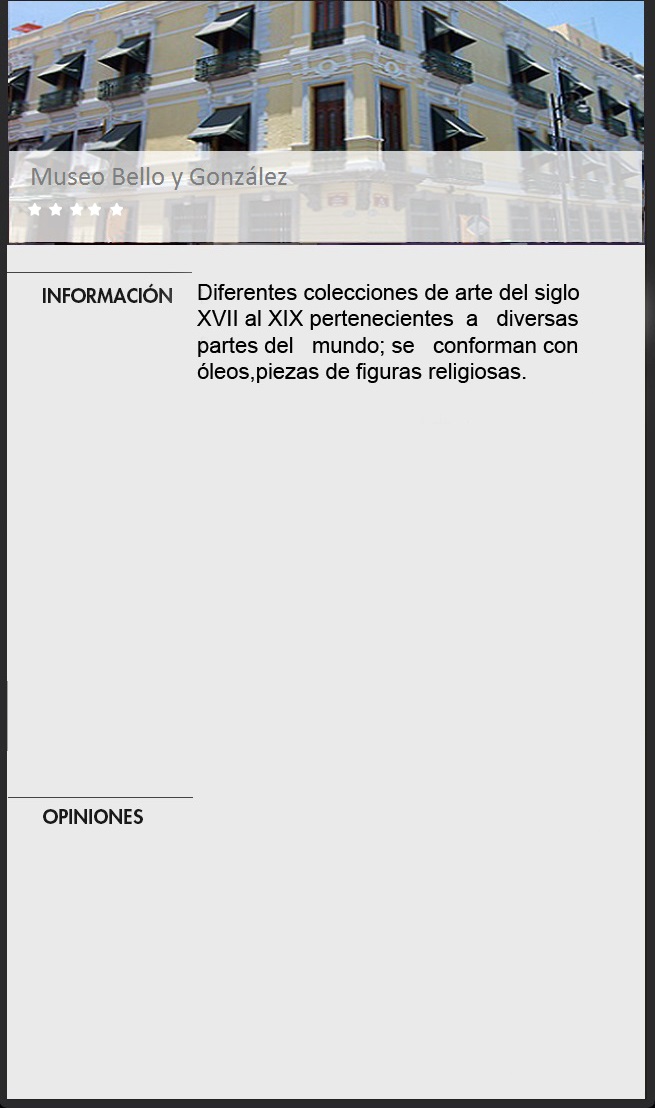 Museo Bello y González
INFORMACIÓN
Diferentes colecciones de arte del siglo
XVII al XIX pertenecientes a diversas
partes del mundo; se conforman con
óleos,piezas de figuras religiosas.
OPINIONES